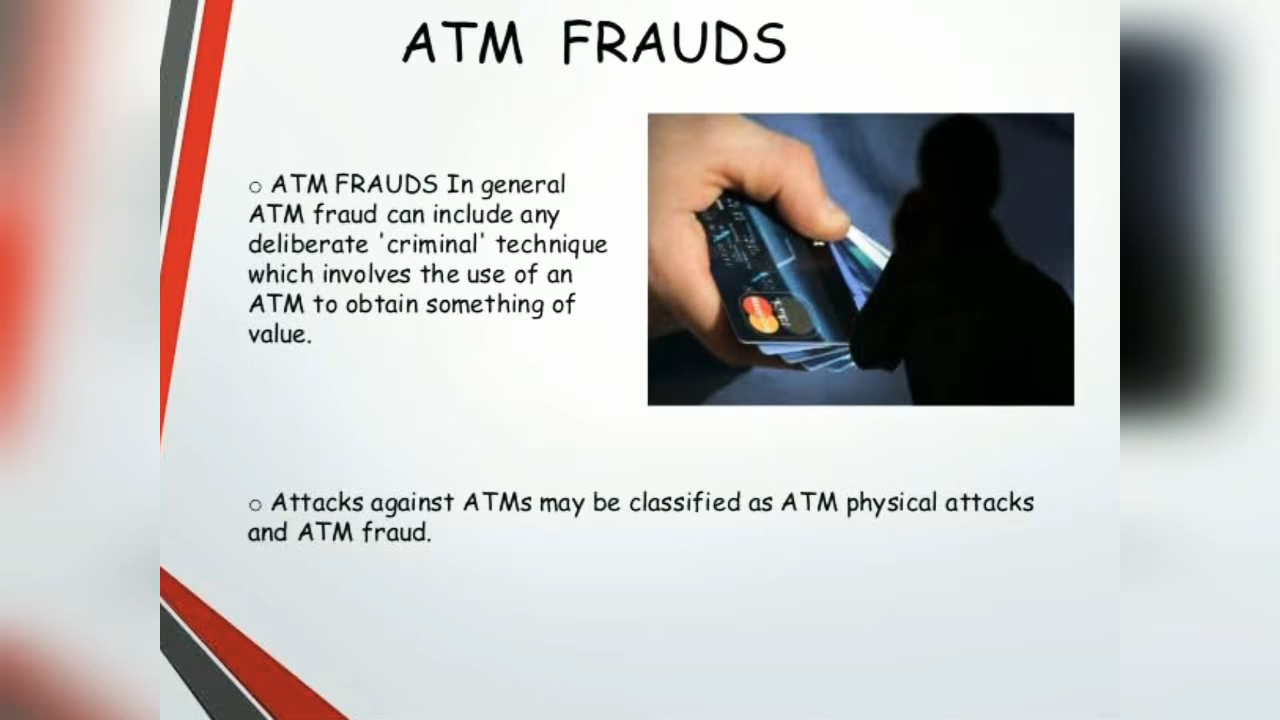 ATM FRAUDS
o ATM FRAUDS In general
ATM fraud can include any
deliberate 'criminal' technique
which involves the use of an
ATM to obtain something of
value.
o Attacks against ATMs may be classified as ATM physical attacks
and ATM fraud.